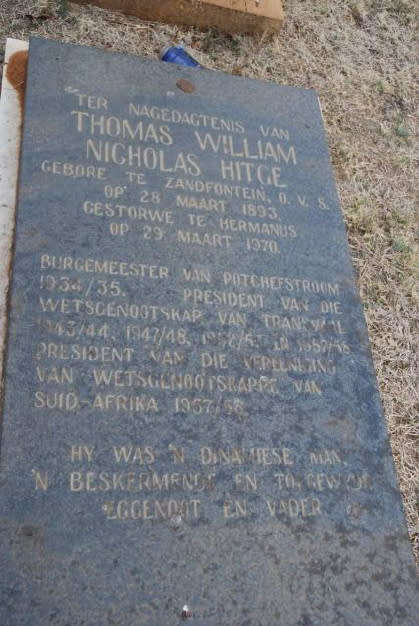 TER NAGEDAGTENIS VAN
THOMAS WILLIAM
NICHOLAS HITGE
GEBORE TE ZANDFONTEIN, O. V. S.
OP 28 MAART 1893
GESTORWE TE HERMANUS
OP 29 MAART 1970.
BURGEMEESTER VAN POTCHEFSTROOM
1934/35. PRESIDENT VAN DIE
WETSGENOOTSKAP VAN TRANSVAAL
1943/44, 1947/48, EN
PRESIDENT VAN DIE VERENIGING
VAN WETSGENOOTSKAPPE VAN
SUID-AFRIKA 1957/58.
HY WAS 'N DINAMIESE MAN,
'N BESKERMENDE EN TOEGEWYDE
EGGENOOT EN VADER